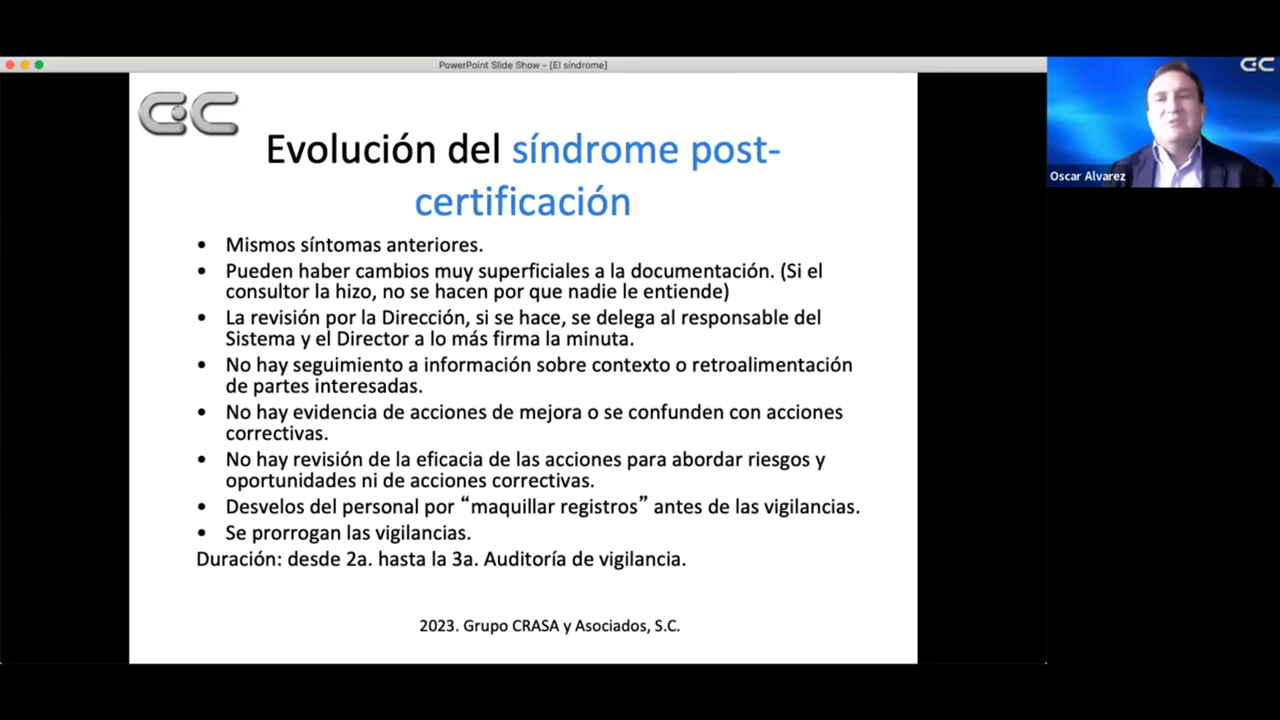 PowerPoint Slide Show - [El síndrome]
GC
GC
Oscar Alvarez
Evolución del síndrome post-
certificación
• Mismos síntomas anteriores.
• Pueden haber cambios muy superficiales a la documentación. (Si el
consultor la hizo, no se hacen por que nadie le entiende)
• La revisión por la Dirección, si se hace, se delega al responsable del
Sistema y el Director a lo más firma la minuta.
• No hay seguimiento a información sobre contexto o retroalimentación
de partes interesadas.
• No hay evidencia de acciones de mejora o se confunden con acciones
correctivas.
• No hay revisión de la eficacia de las acciones para abordar riesgos y
oportunidades ni de acciones correctivas.
• Desvelos del personal por “maquillar registros” antes de las vigilancias.
• Se prorrogan las vigilancias.
Duración: desde 2a. hasta la 3a. Auditoría de vigilancia.
2023. Grupo CRASA y Asociados, S.C.